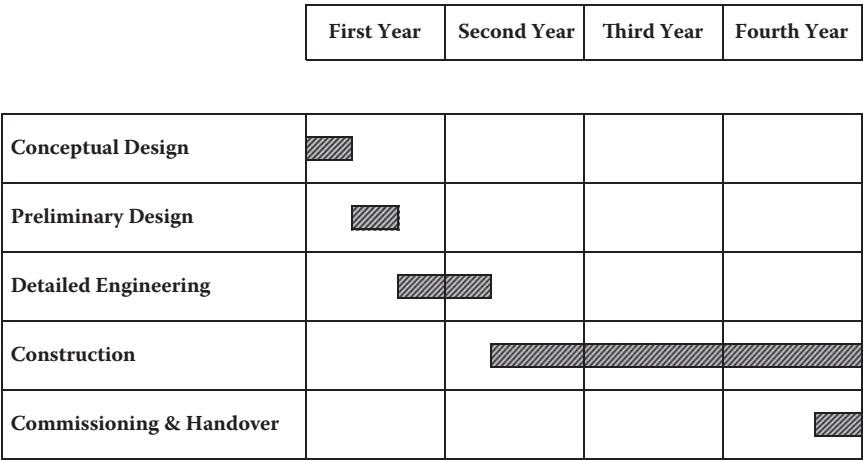 First Year
Second Year
Third Year
Fourth Year
Conceptual Design
Preliminary Design
Detailed Engineering
Construction
Commissioning & Handover